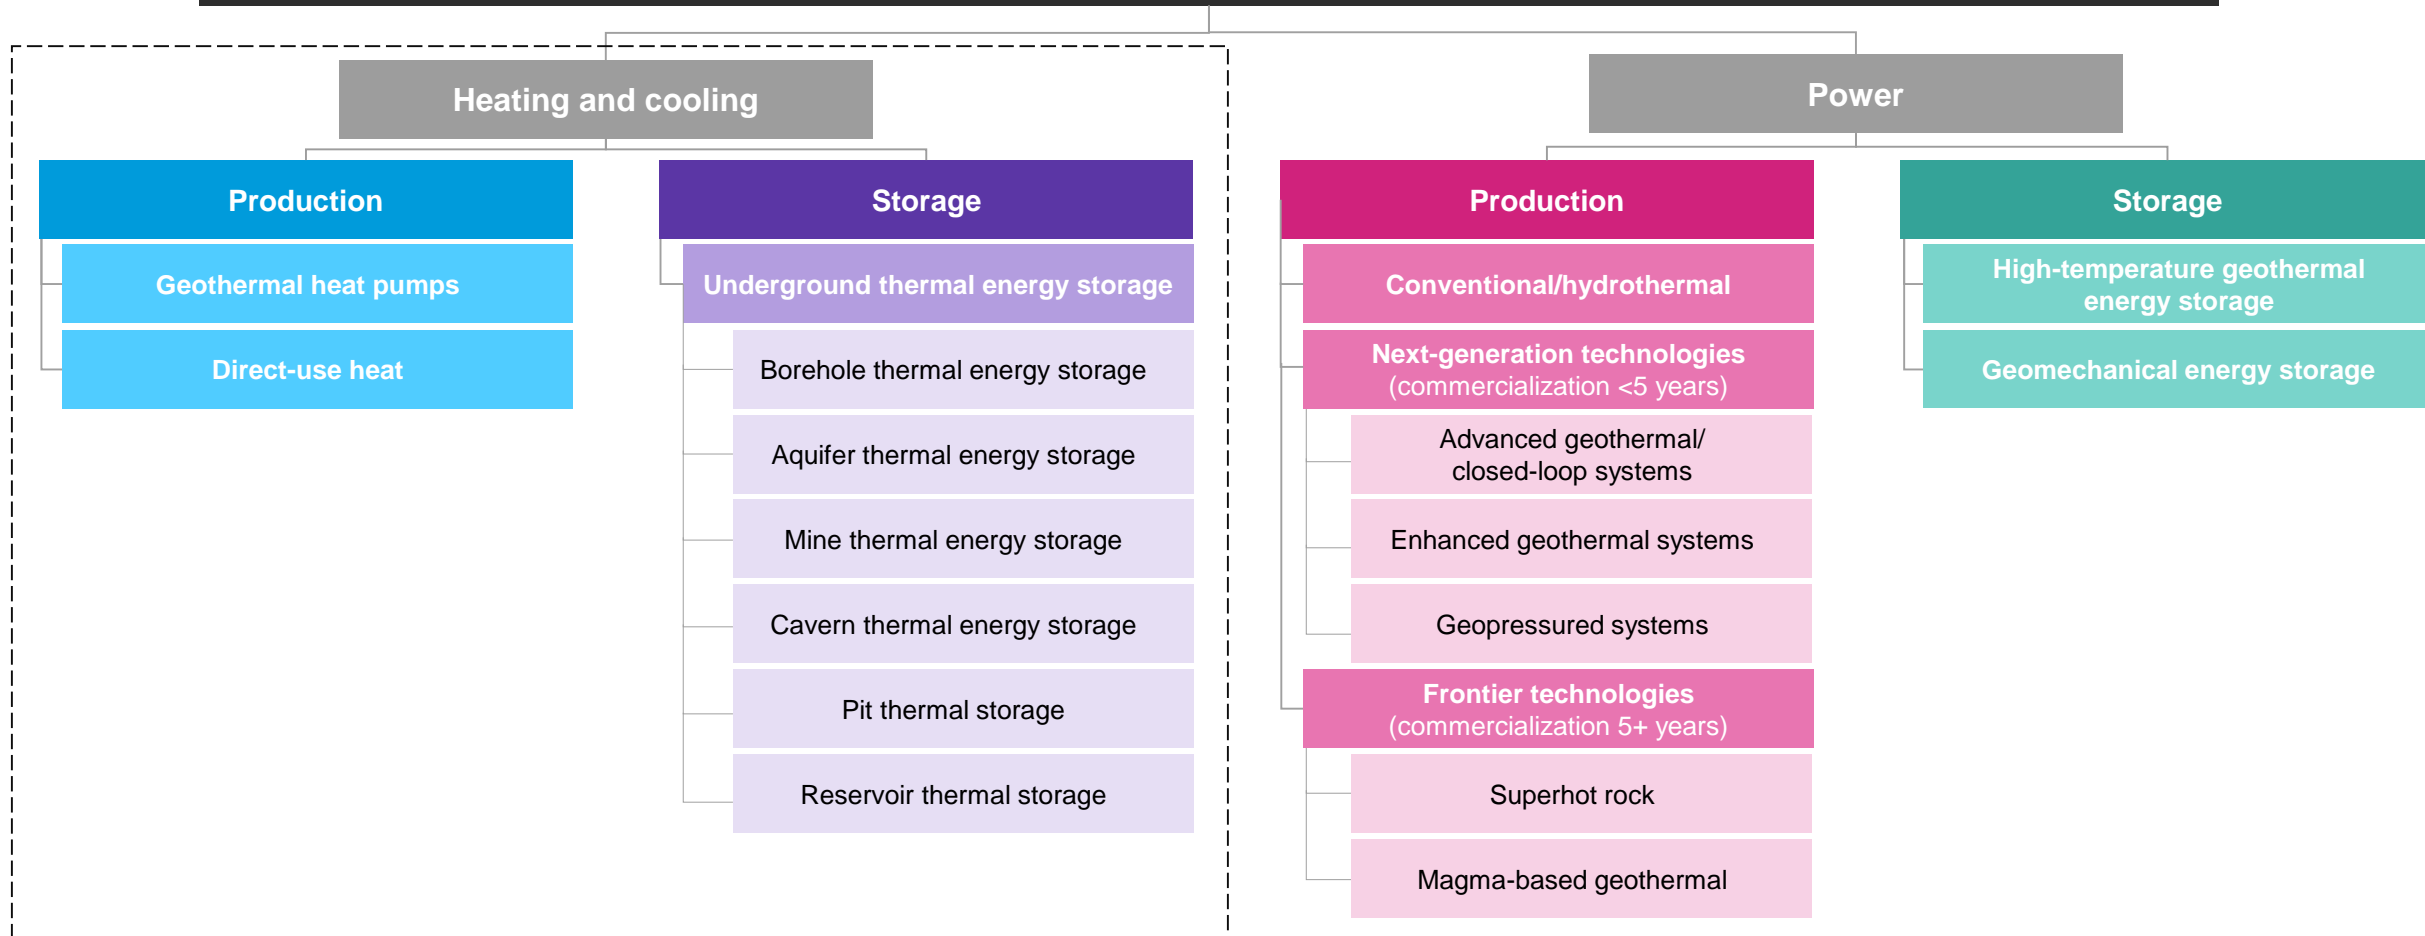 Heating and cooling
Power
Production
Geothermal heat pumps
Direct-use heat
Storage
Underground thermal energy storage
Borehole thermal energy storage
Aquifer thermal energy storage
Mine thermal energy storage
Cavern thermal energy storage
Pit thermal storage
Reservoir thermal storage
Production
Conventional/hydrothermal
Next-generation technologies
(commercialization <5 years)
Advanced geothermal/
closed-loop systems
Enhanced geothermal systems
Geopressured systems
Frontier technologies
(commercialization 5+ years)
Superhot rock
Magma-based geothermal
Storage
High-temperature geothermal
energy storage
Geomechanical energy storage